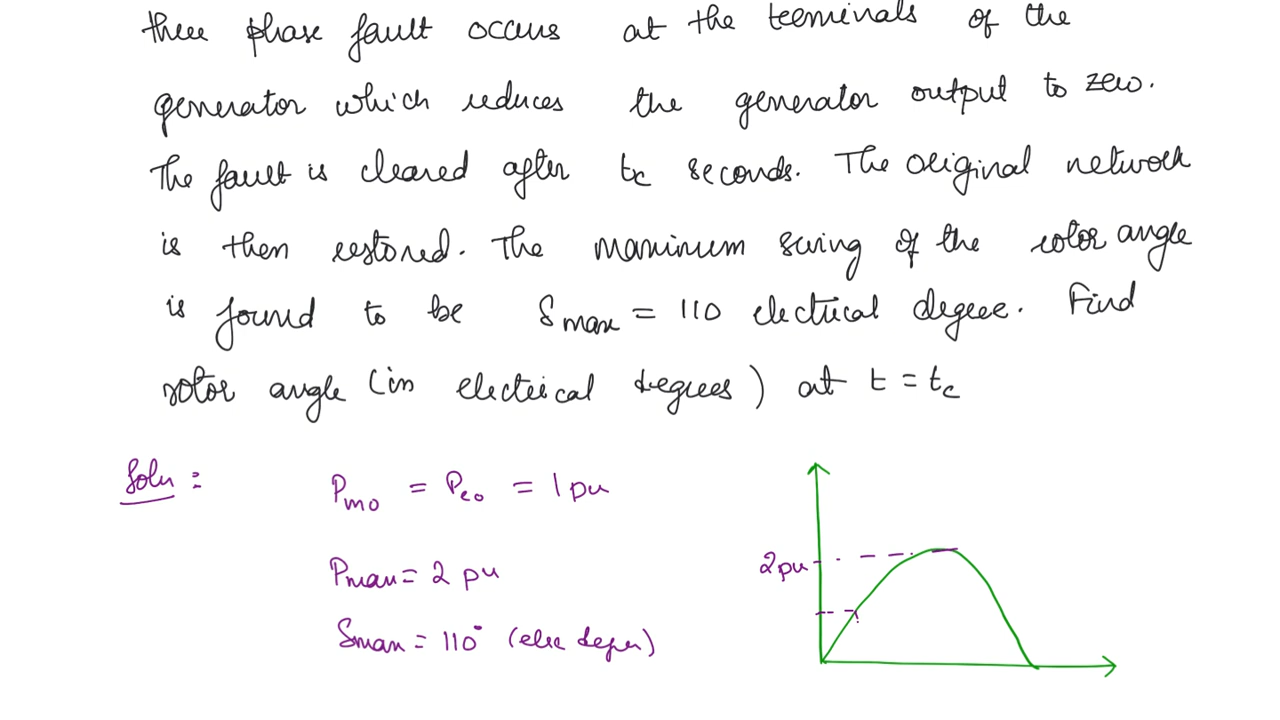 three phase fault occurs at the terminals of the
generator which reduces the generator output to zero.
The fault is cleared after tc seconds. The original network
is then restored. The maximum swing of the rotor angle
is found to be δmax = 110 electrical degree. Find
rotor angle (in electrical degrees) at t = tc
Soln :
Pmo = Peo = 1 pu
Pmax = 2 pu
δmax = 110° (elec degree)
2pu